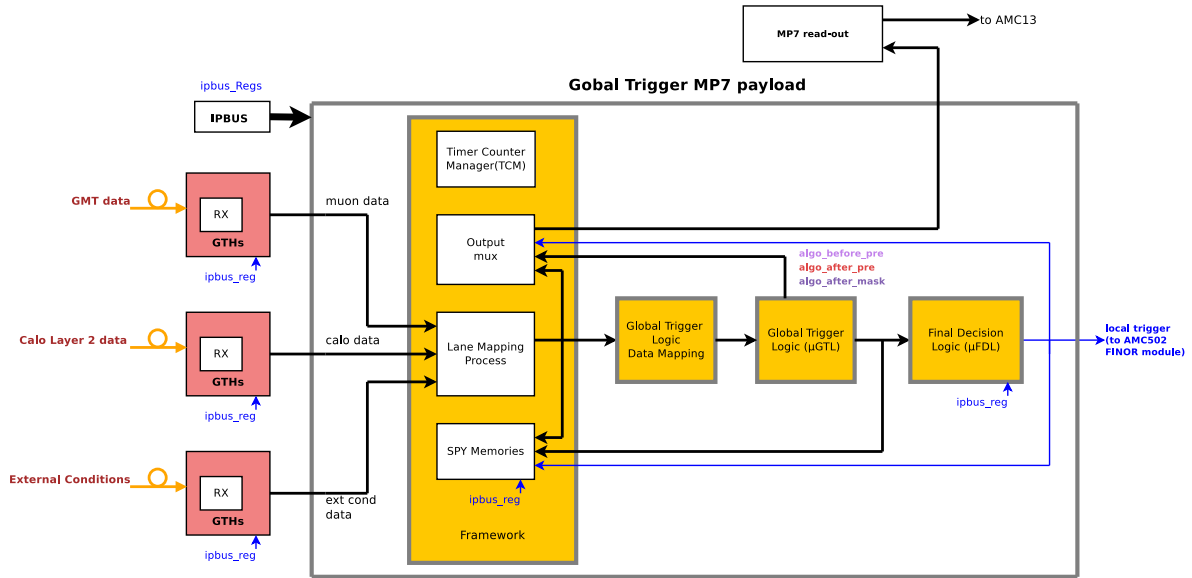 MP7 read-out
to AMC13
Gobal Trigger MP7 payload
ipbus_Regs
IPBUS
Timer Counter
Manager(TCM)
GMT data
RX
GTHs
ipbus_reg
muon data
Output
mux
algo_before_pre
algo_after_pre
algo_after_mask
Calo Layer 2 data
RX
GTHs
ipbus_reg
calo data
Lane Mapping
Process
Global Trigger
Logic
Data Mapping
Global Trigger
Logic (µGTL)
Final Decision
Logic (µFDL)
ipbus_reg
local trigger
(to AMC502
FINOR module)
SPY Memories
ipbus_reg
External Conditions
RX
GTHs
ipbus_reg
ext cond
data
Framework